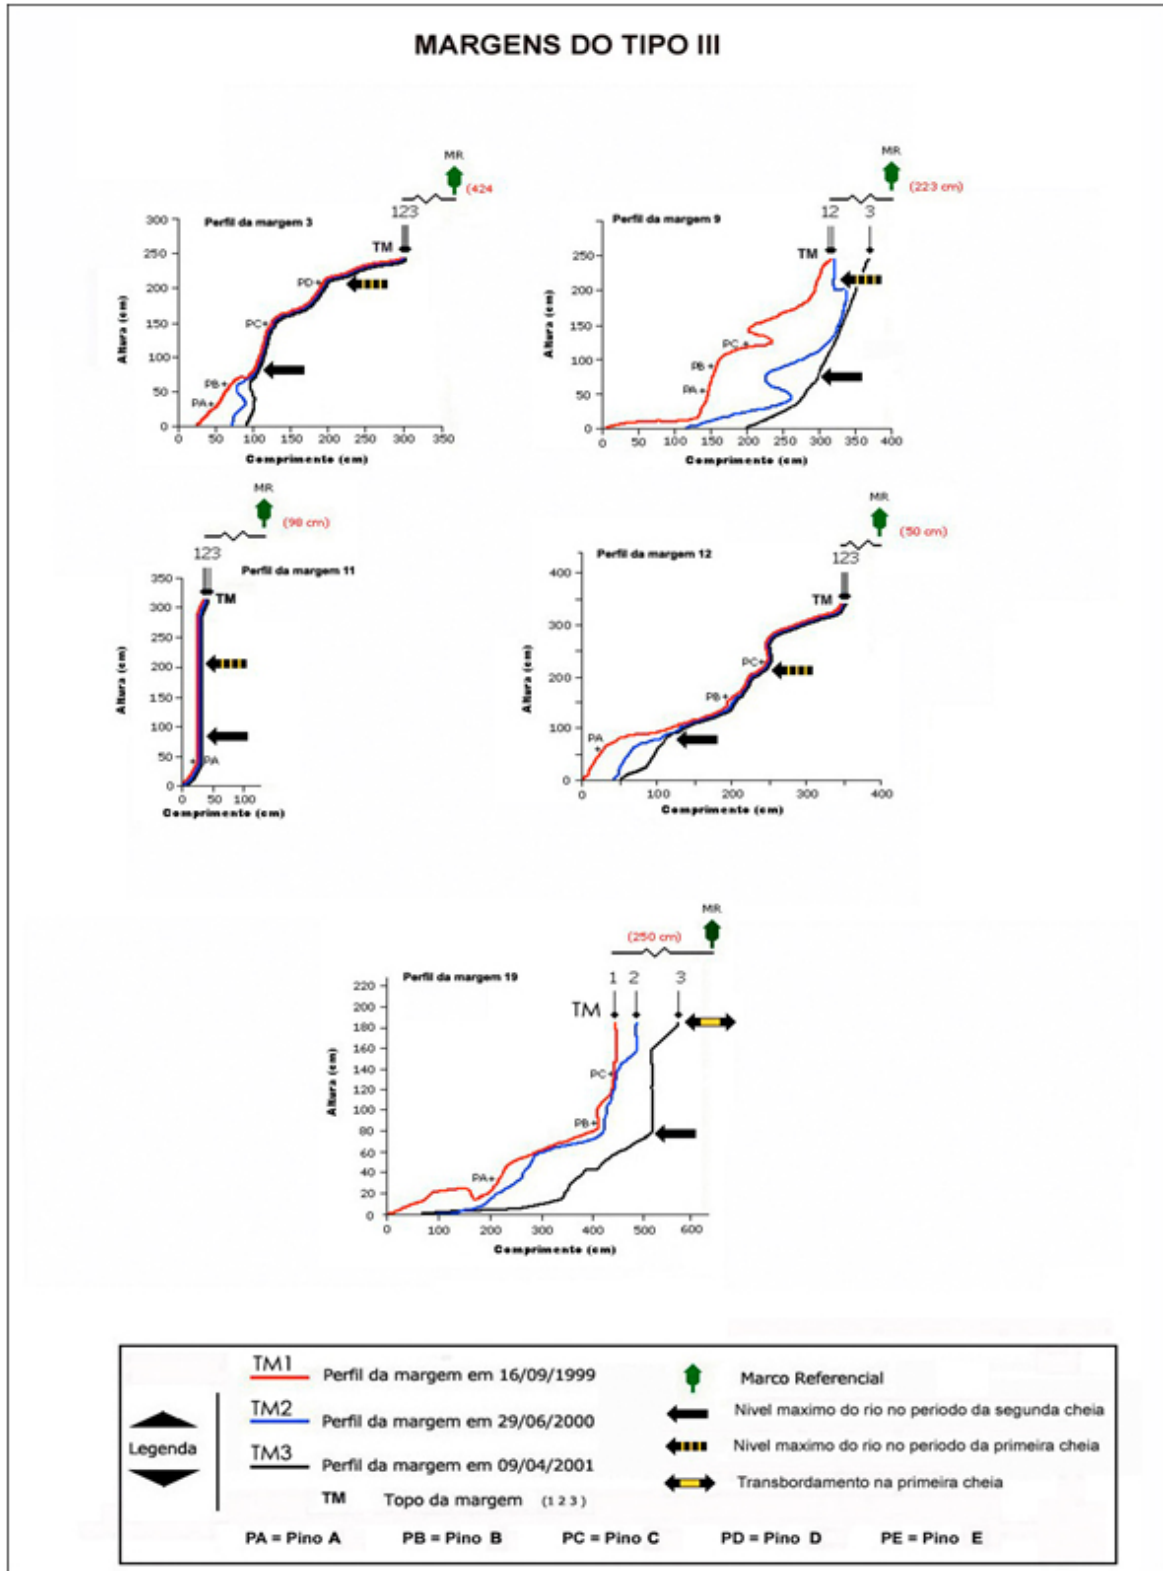 MARGENS DO TIPO III
MR
(424
123
Perfil da margem 3
TM
300
250
200
150
100
50
0
Altura (cm)
PD
PC
PB
PA
0 50 100 150 200 250 300 350
Comprimento (cm)
MR
(223 cm)
12 3
Perfil da margem 9
TM
250
200
150
100
50
0
Altura (cm)
PC
PB
PA
0 50 100 150 200 250 300 350 400
Comprimento (cm)
MR
(98 cm)
123
Perfil da margem 11
TM
350
300
250
200
150
100
50
0
Altura (cm)
PA
0 50 100
Comprimento (cm)
MR
(50 cm)
123
Perfil da margem 12
TM
400
300
200
100
0
Altura (cm)
PC
PB
PA
0 100 200 300 400
Comprimento (cm)
MR
(250 cm)
1 2 3
Perfil da margem 19
TM
220
200
180
160
140
120
100
80
60
40
20
0
Altura (cm)
PC
PB
PA
0 100 200 300 400 500 600
Comprimento (cm)
Legenda
TM1 Perfil da margem em 16/09/1999
TM2 Perfil da margem em 29/06/2000
TM3 Perfil da margem em 09/04/2001
TM Topo da margem (1 2 3)
Marco Referencial
Nivel maximo do rio no periodo da segunda cheia
Nivel maximo do rio no periodo da primeira cheia
Transbordamento na primeira cheia
PA = Pino A PB = Pino B PC = Pino C PD = Pino D PE = Pino E